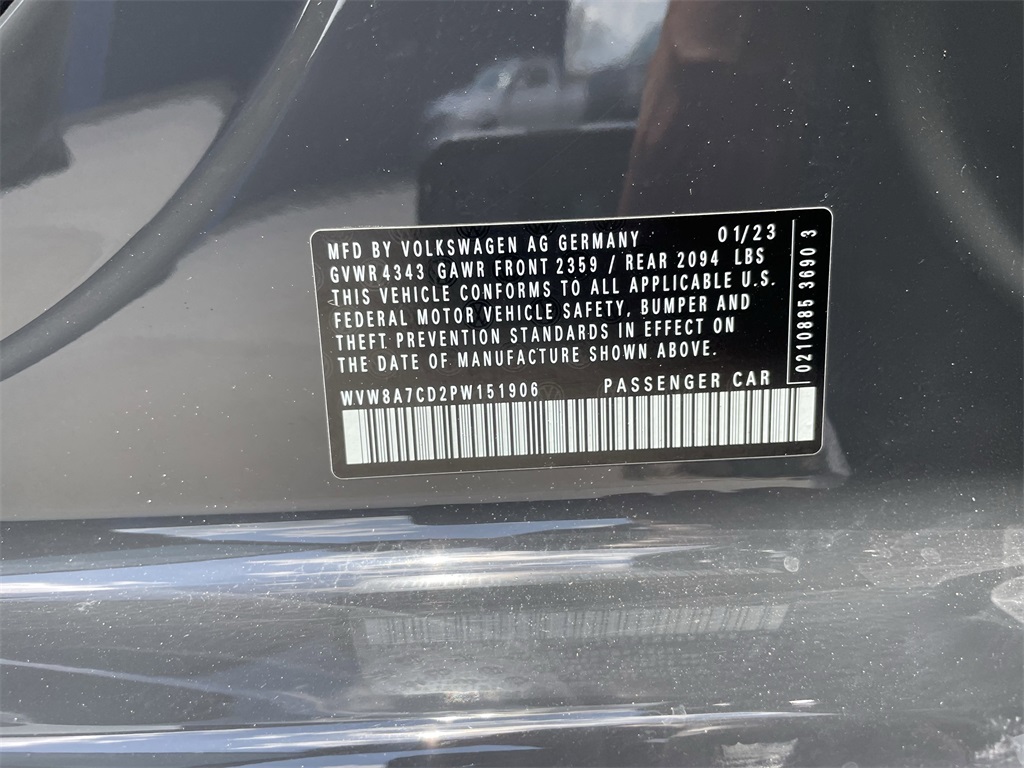 MFD BY VOLKSWAGEN AG GERMANY 01/23
GVWR 4343 GAWR FRONT 2359 / REAR 2094 LBS
THIS VEHICLE CONFORMS TO ALL APPLICABLE U.S.
FEDERAL MOTOR VEHICLE SAFETY, BUMPER AND
THEFT PREVENTION STANDARDS IN EFFECT ON
THE DATE OF MANUFACTURE SHOWN ABOVE.
WVW8A7CD2PW151906 PASSENGER CAR
0210885 3690 3